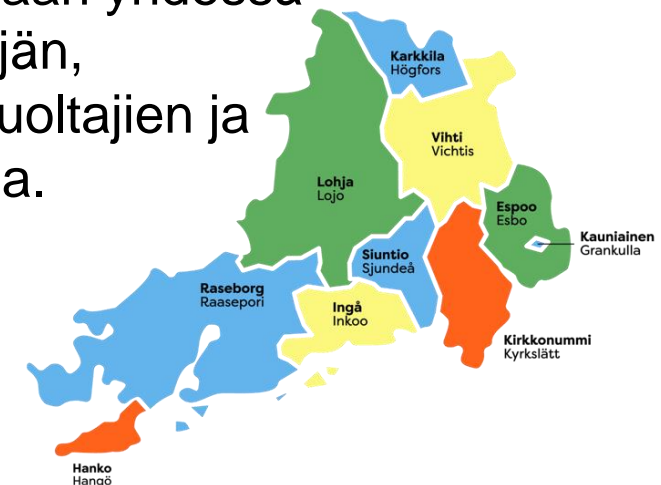 yhdessä
jän,
uoltajien ja
a.
Karkkila
Högfors
Vihti
Vichtis
Lohja
Lojo
Espoo
Esbo
Kauniainen
Grankulla
Siuntio
Sjundeå
Raseborg
Raasepori
Ingå
Inkoo
Kirkkonummi
Kyrkslätt
Hanko
Hangö